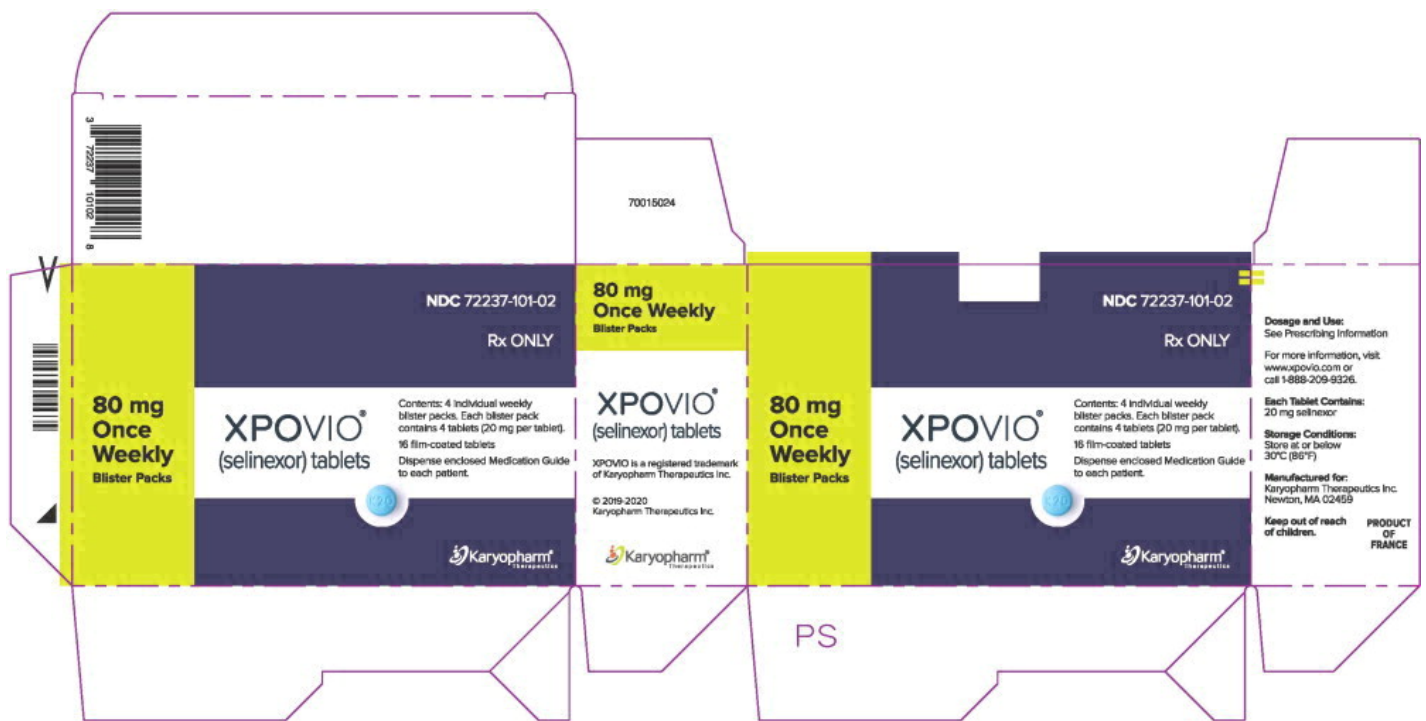 3 72237 10102 8
70015024
80 mg
Once
Weekly
Blister Packs
NDC 72237-101-02
Rx ONLY
XPOVIO®
(selinexor) tablets
Contents: 4 individual weekly
blister packs. Each blister pack
contains 4 tablets (20 mg per tablet).
16 film-coated tablets
Dispense enclosed Medication Guide
to each patient.
K20
Karyopharm®
Therapeutics
80 mg
Once Weekly
Blister Packs
XPOVIO®
(selinexor) tablets
XPOVIO is a registered trademark
of Karyopharm Therapeutics Inc.
© 2019-2020
Karyopharm Therapeutics Inc.
Karyopharm®
Therapeutics
80 mg
Once
Weekly
Blister Packs
NDC 72237-101-02
Rx ONLY
XPOVIO®
(selinexor) tablets
Contents: 4 individual weekly
blister packs. Each blister pack
contains 4 tablets (20 mg per tablet).
16 film-coated tablets
Dispense enclosed Medication Guide
to each patient.
K20
Karyopharm®
Therapeutics
Dosage and Use:
See Prescribing Information
For more information, visit
www.xpovio.com or
call 1-888-209-9326.
Each Tablet Contains:
20 mg selinexor
Storage Conditions:
Store at or below
30°C (86°F)
Manufactured for:
Karyopharm Therapeutics Inc.
Newton, MA 02459
Keep out of reach
of children.
PRODUCT
OF
FRANCE
PS